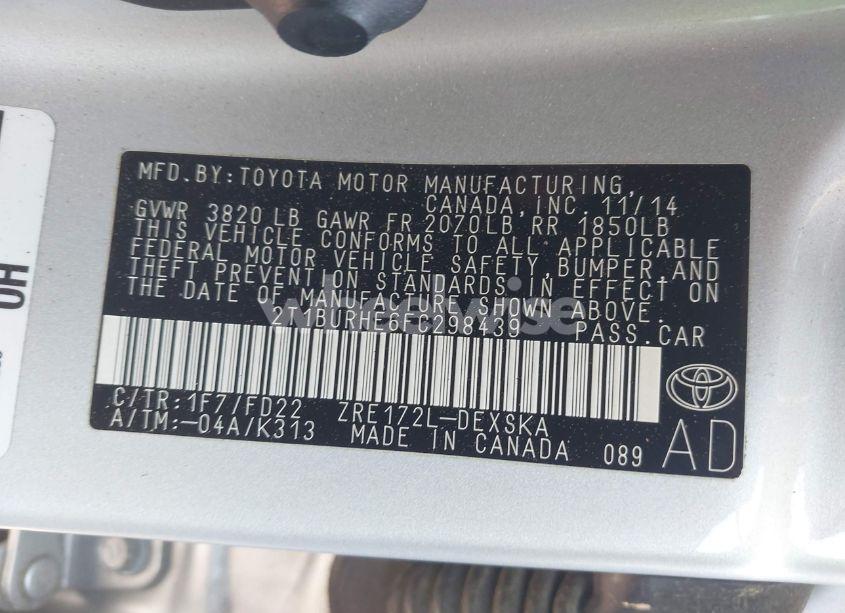 MFD. BY: TOYOTA MOTOR MANUFACTURING,
CANADA, INC. 11/14
GVWR 3820 LB GAWR FR 2070LB RR 1850LB
THIS VEHICLE CONFORMS TO ALL APPLICABLE
FEDERAL MOTOR VEHICLE SAFETY, BUMPER, AND
THEFT PREVENTION STANDARDS IN EFFECT ON
THE DATE OF MANUFACTURE SHOWN ABOVE.
2T1BURHE6FC298439 PASS. CAR
C/TR: 1F7/FD22 ZRE172L-DEXSKA
A/TM: -04A/K313 MADE IN CANADA 089
AD
HO